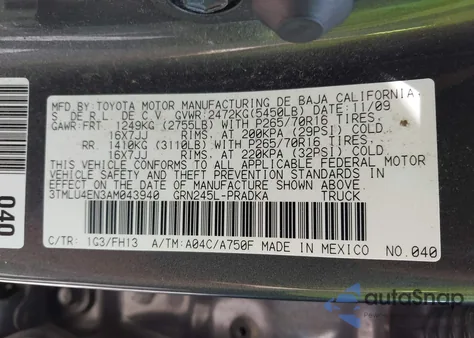 MFD BY: TOYOTA MOTOR MANUFACTURING DE BAJA CALIFORNIA
S. DE R.L. DE C.V. GVWR: 2472KG(5450LB) DATE: 11/09
GAWR:FRT. 1249KG (2755LB) WITH P265/70R16 TIRES,
16X7JJ RIMS, AT 200KPA (29PSI) COLD.
RR. 1410KG (3110LB) WITH P265/70R16 TIRES,
16X7JJ RIMS, AT 220KPA (32PSI) COLD.
THIS VEHICLE CONFORMS TO ALL APPLICABLE FEDERAL MOTOR
VEHICLE SAFETY AND THEFT PREVENTION STANDARDS IN EFFECT
ON THE DATE OF MANUFACTURE SHOWN ABOVE.
3TMLU4EN3AM043940 GRN245L-PRADKA TRUCK
C/TR: 1G3/FH13 A/TM: A04C/A750F MADE IN MEXICO NO.040
040
autoSnap
Powered by PartsGeek